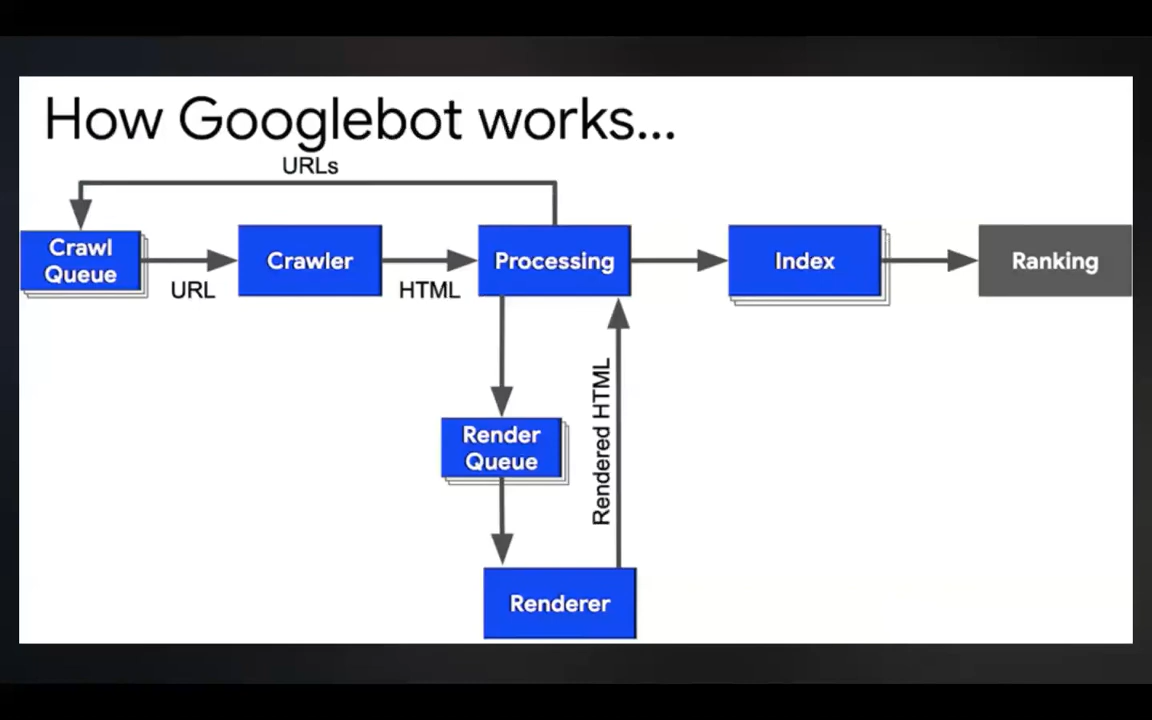 How Googlebot works...
URLs
Crawl
Queue
URL
Crawler
HTML
Processing
Index
Ranking
Render
Queue
Rendered HTML
Renderer